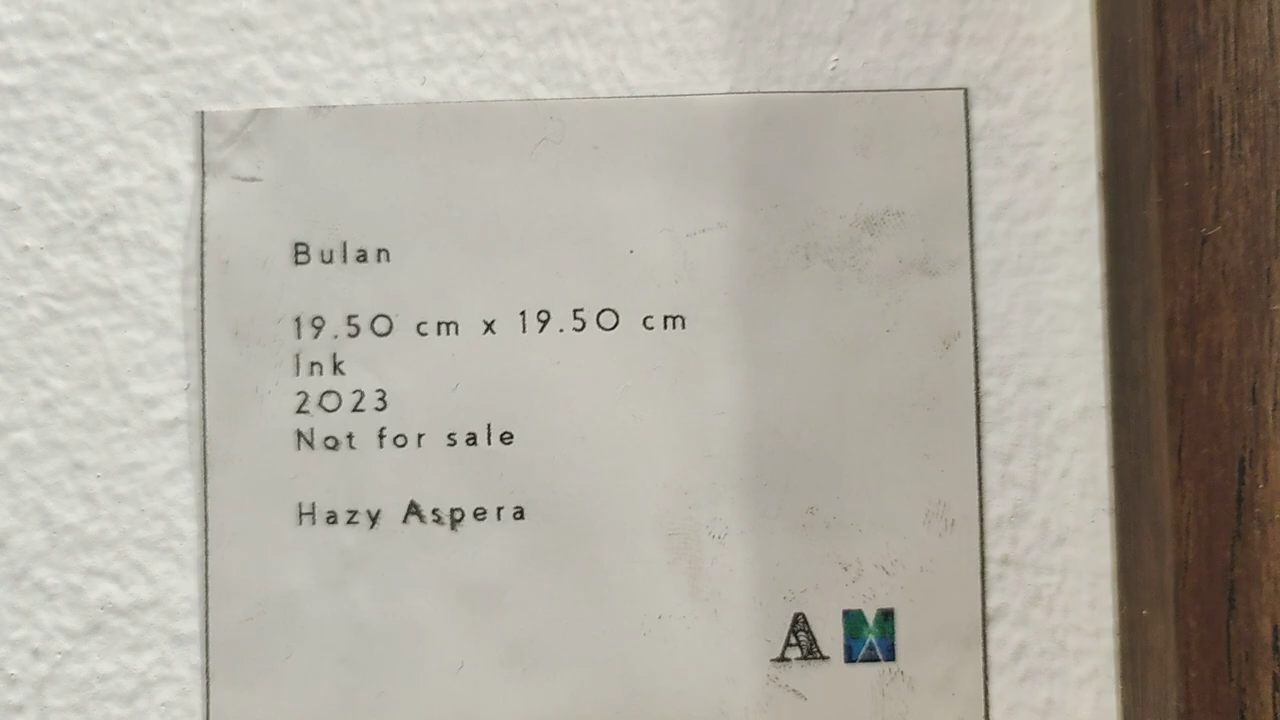 Bulan
19.50 cm x 19.50 cm
Ink
2023
Not for sale
Hazy Aspera
A M